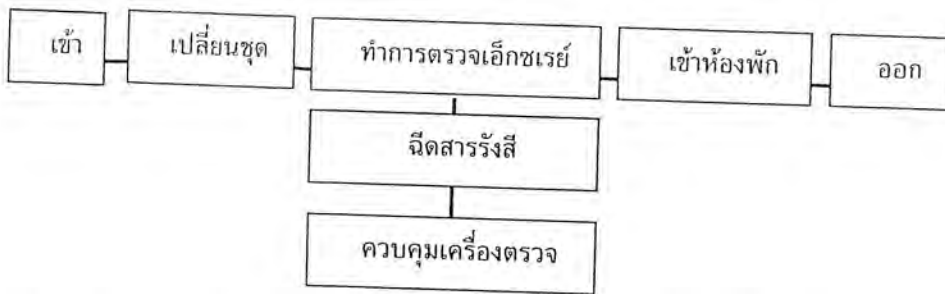 เข้า
เปลี่ยนชุด
ทำการตรวจเอ็กซเรย์
เข้าห้องพัก
ออก
ฉีดสารรังสี
ควบคุมเครื่องตรวจ